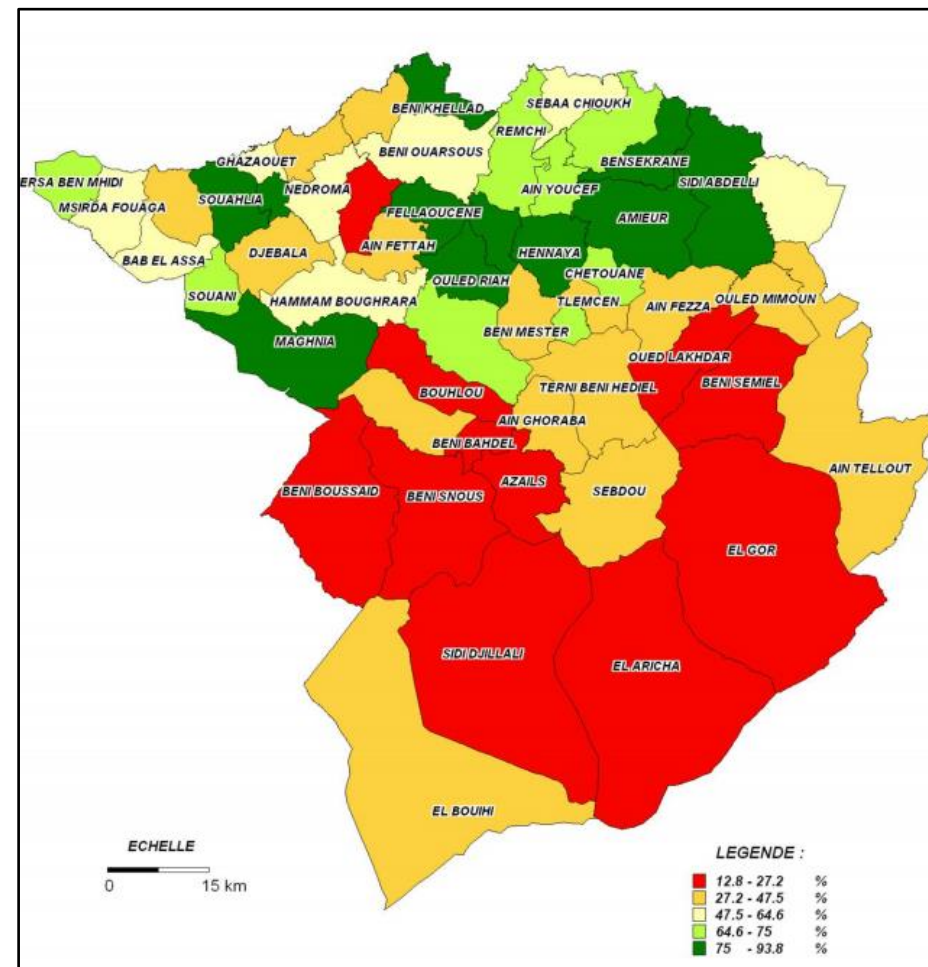 BENI KHELLAD
SEBAA CHIOUKH
REMCHI
BENI OUARSOUS
GHAZAOUET
BENSEKRANE
ERSA BEN MHIDI
NEDROMA
AIN YOUCEF
SIDI ABDELLI
MSIRDA FOUAGA
SOUAHLIA
FELLAOUCENE
AMIEUR
AIN FETTAH
HENNAYA
BAB EL ASSA
DJEBALA
CHETOUANE
OULED RIAH
SOUANI
HAMMAM BOUGHRARA
TLEMCEN
AIN FEZZA
OULED MIMOUN
BENI MESTER
MAGHNIA
OUED LAKHDAR
BENI SEMIEL
BOUHLOU
TERNI BENI HEDIEL
AIN GHORABA
BENI BAHDEL
AIN TELLOUT
BENI BOUSSAID
BENI SNOUS
AZAILS
SEBDOU
EL GOR
SIDI DJILLALI
EL ARICHA
EL BOUIHI
ECHELLE
0 15 km
LEGENDE :
12.8 - 27.2 %
27.2 - 47.5 %
47.5 - 64.6 %
64.6 - 75 %
75 - 93.8 %